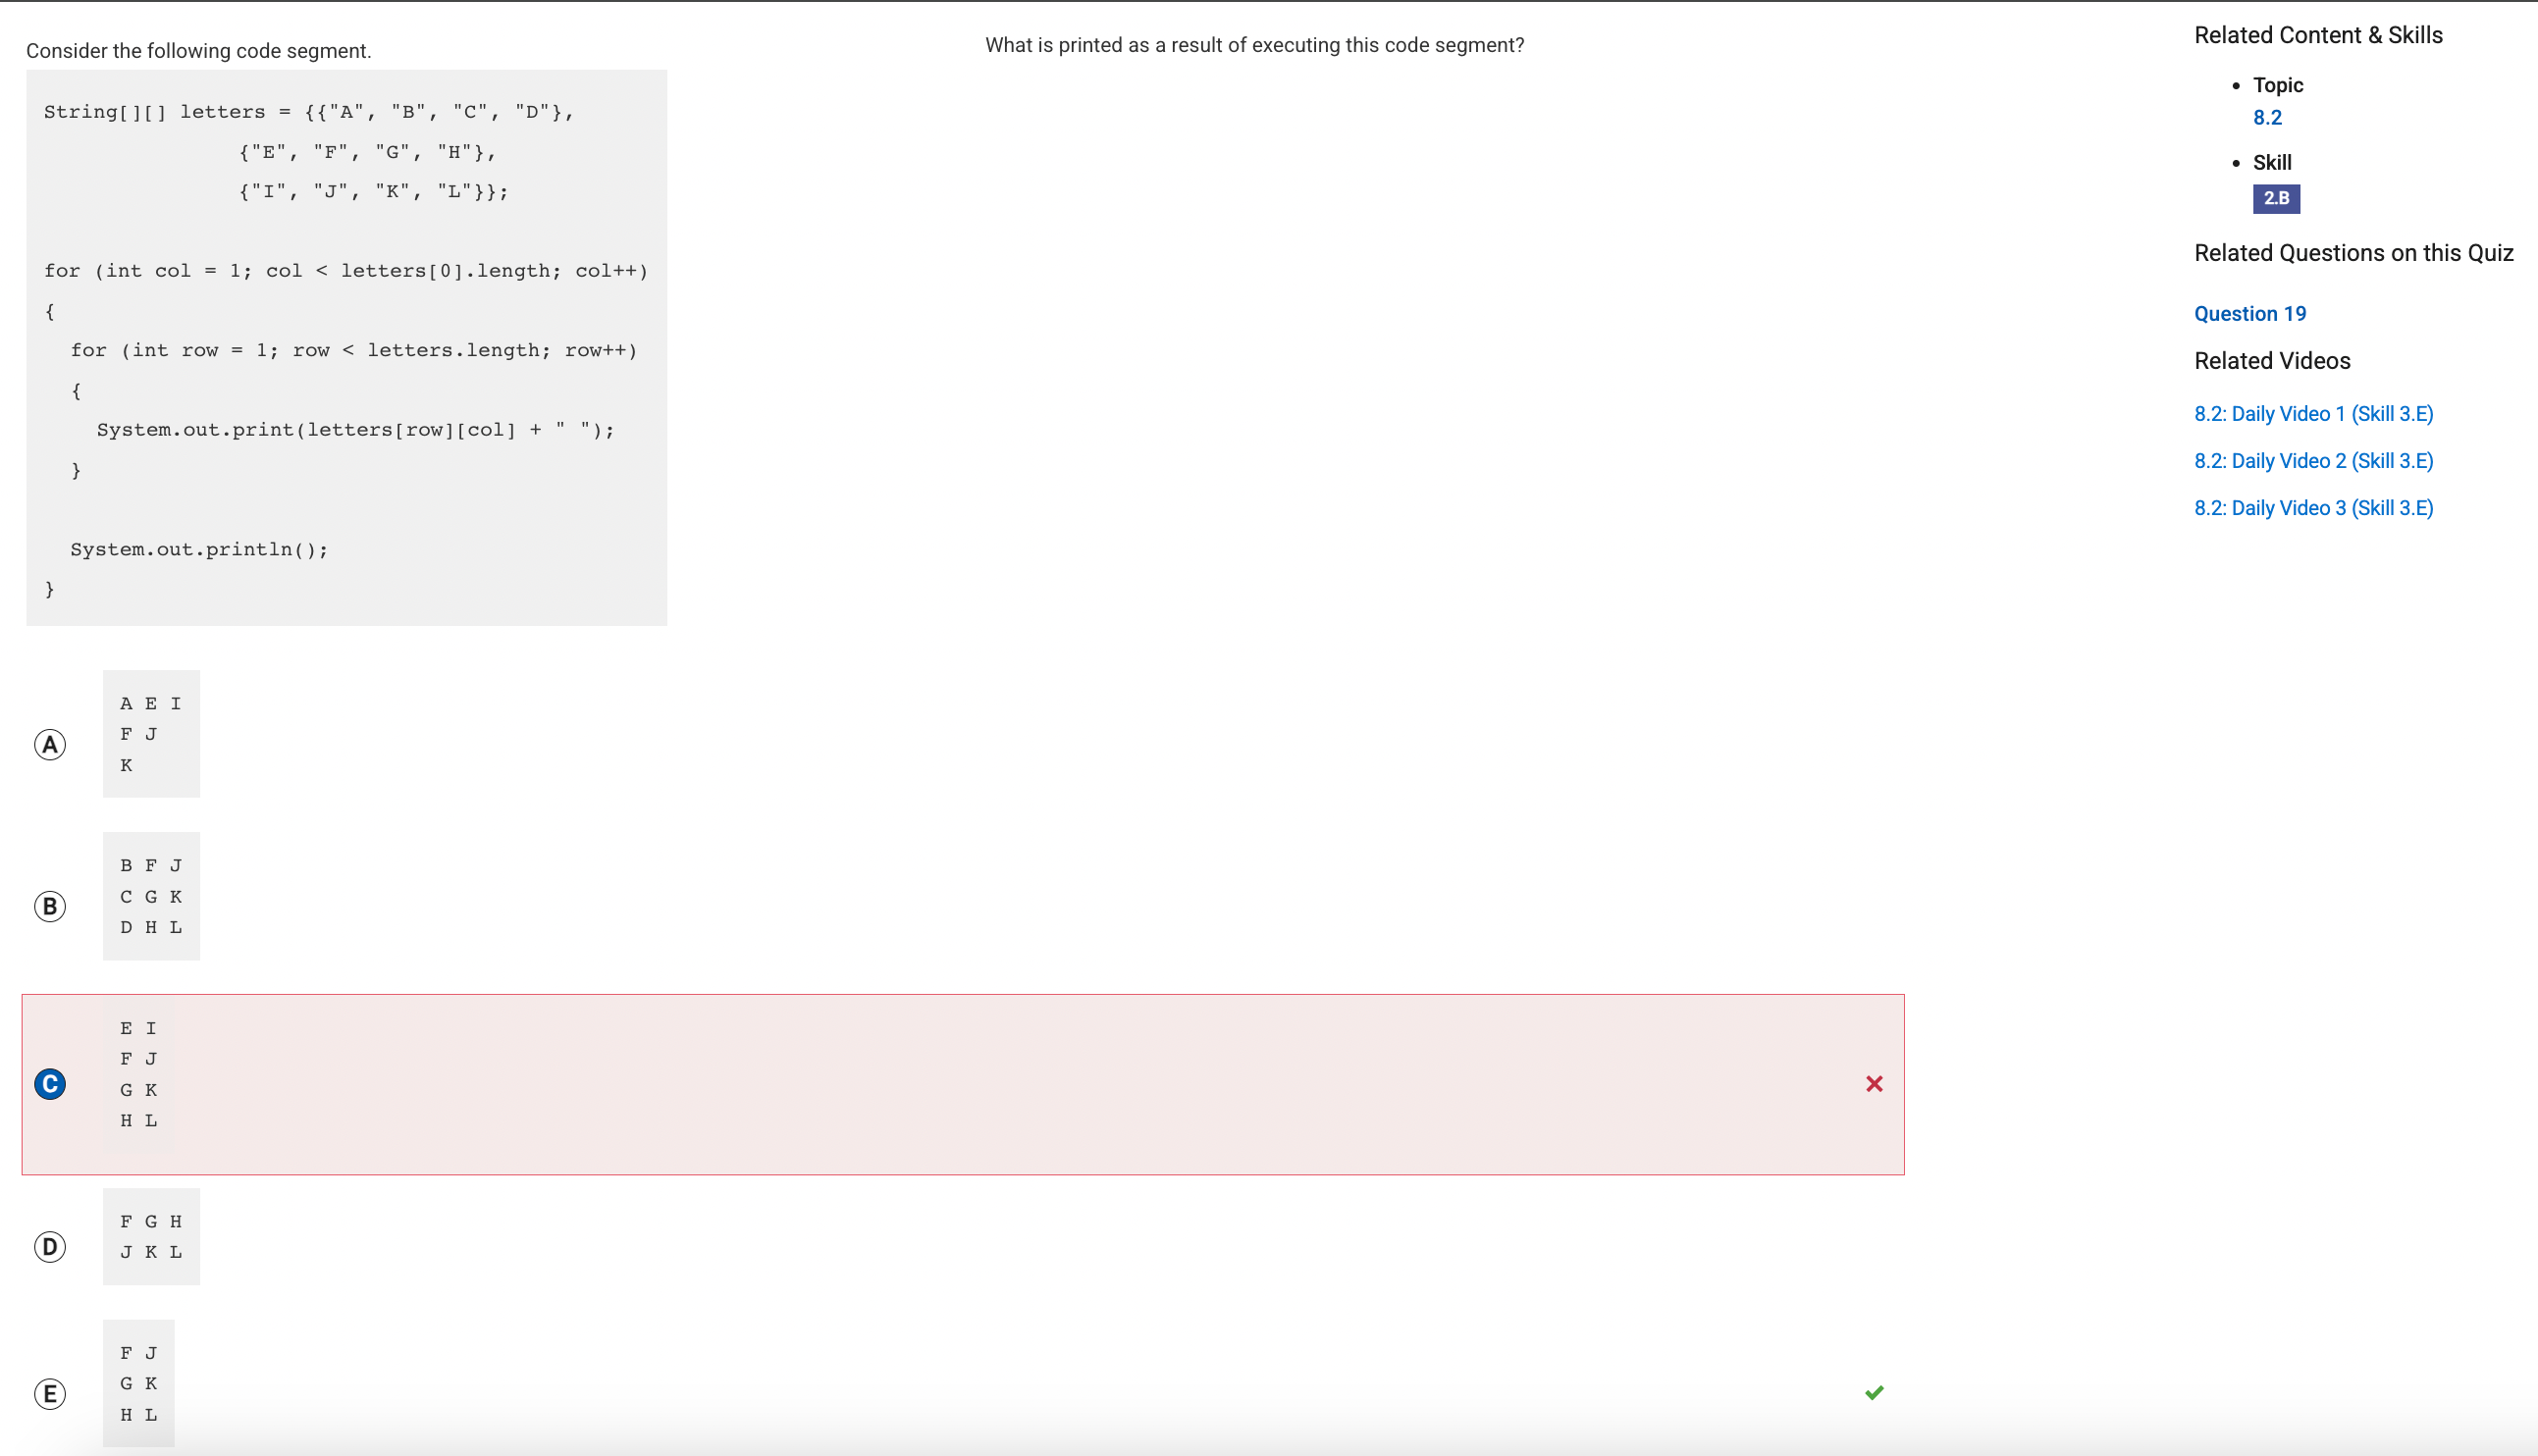 Consider the following code segment.
String[][] letters = {{"A", "B", "C", "D"},
{"E", "F", "G", "H"},
{"I", "J", "K", "L"}};
for (int col = 1; col < letters[0].length; col++)
{
for (int row = 1; row < letters.length; row++)
{
System.out.print(letters[row][col] + " ");
}
System.out.println();
}
What is printed as a result of executing this code segment?
A
A E I
F J
K
B
B F J
C G K
D H L
C
E I
F J
G K
H L
D
F G H
J K L
E
F J
G K
H L
Related Content & Skills
• Topic
8.2
• Skill
2.B
Related Questions on this Quiz
Question 19
Related Videos
8.2: Daily Video 1 (Skill 3.E)
8.2: Daily Video 2 (Skill 3.E)
8.2: Daily Video 3 (Skill 3.E)